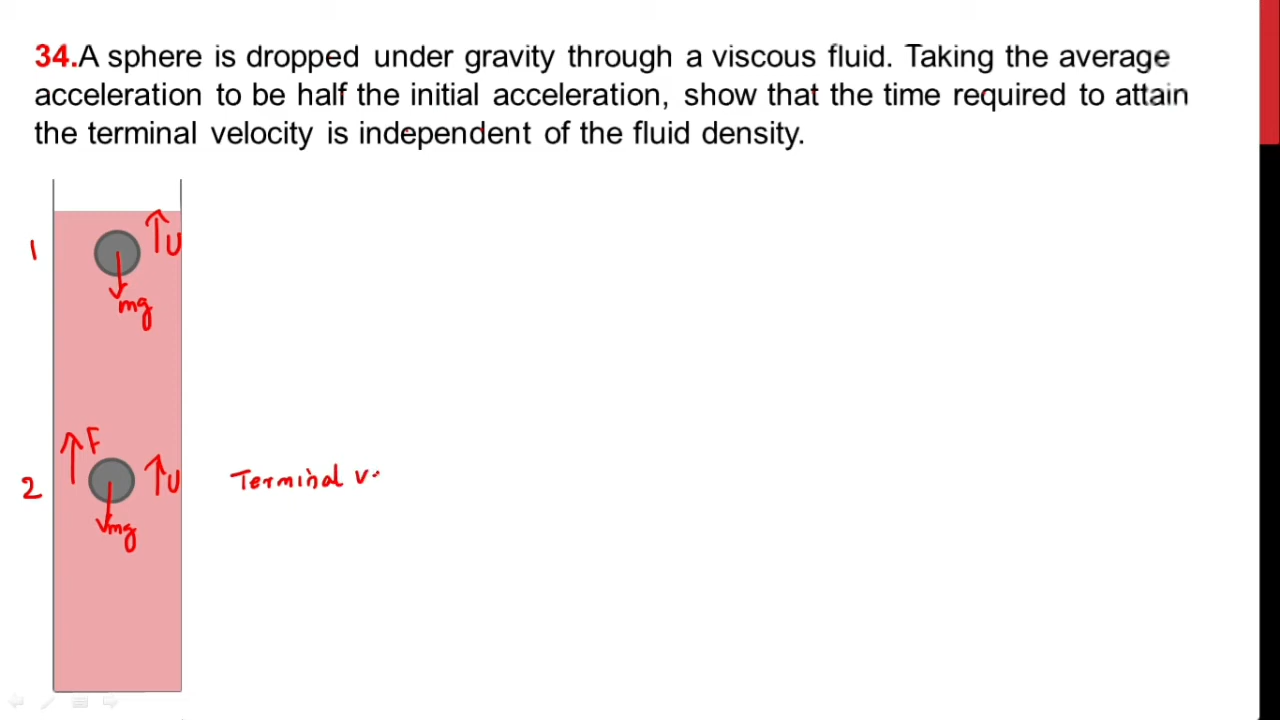 34.A sphere is dropped under gravity through a viscous fluid. Taking the average
acceleration to be half the initial acceleration, show that the time required to attain
the terminal velocity is independent of the fluid density.
1
U
mg
F
2
U
Terminal v.
mg